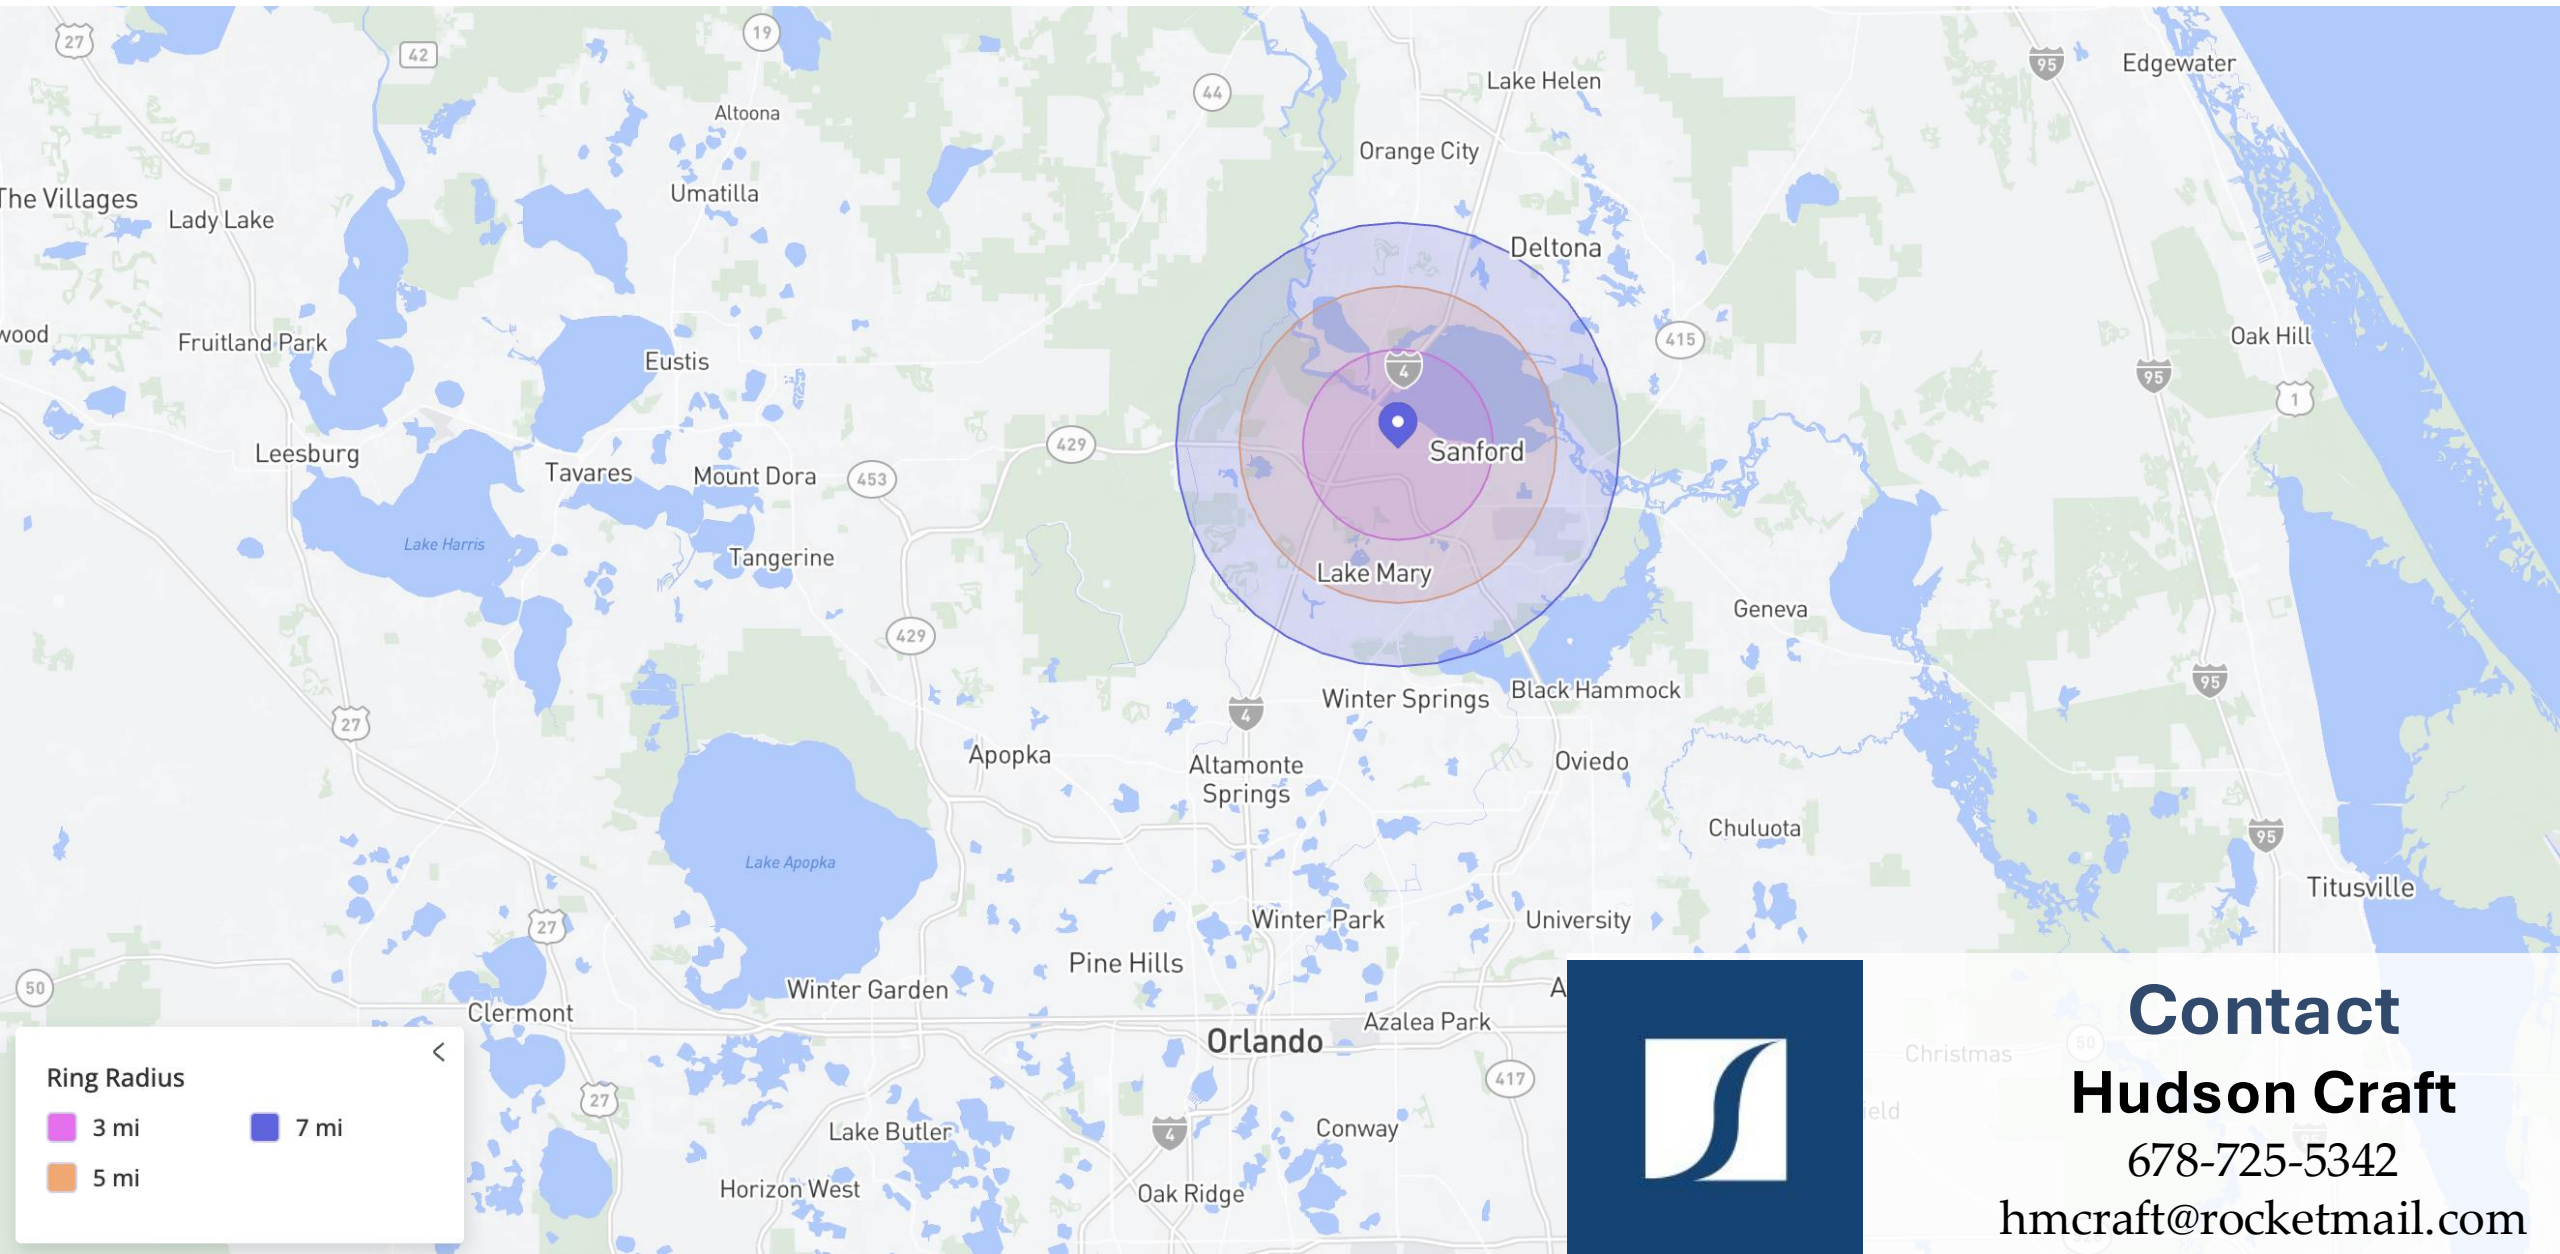 27
42
19
44
95
Edgewater
Lake Helen
Altoona
Orange City
The Villages
Lady Lake
Umatilla
Deltona
wood
Fruitland Park
Eustis
4
415
Oak Hill
95
1
Leesburg
Tavares
Mount Dora
453
429
Sanford
Lake Harris
Tangerine
Lake Mary
Geneva
429
27
4
Winter Springs
Black Hammock
95
Apopka
Altamonte
Springs
Oviedo
Lake Apopka
Chuluota
95
Titusville
27
Winter Park
University
50
Pine Hills
Winter Garden
A
Clermont
Orlando
Azalea Park
Christmas
50
417
27
Lake Butler
4
Conway
ield
95
Horizon West
Oak Ridge
Ring Radius
3 mi
7 mi
5 mi
Contact
Hudson Craft
678-725-5342
hmcraft@rocketmail.com